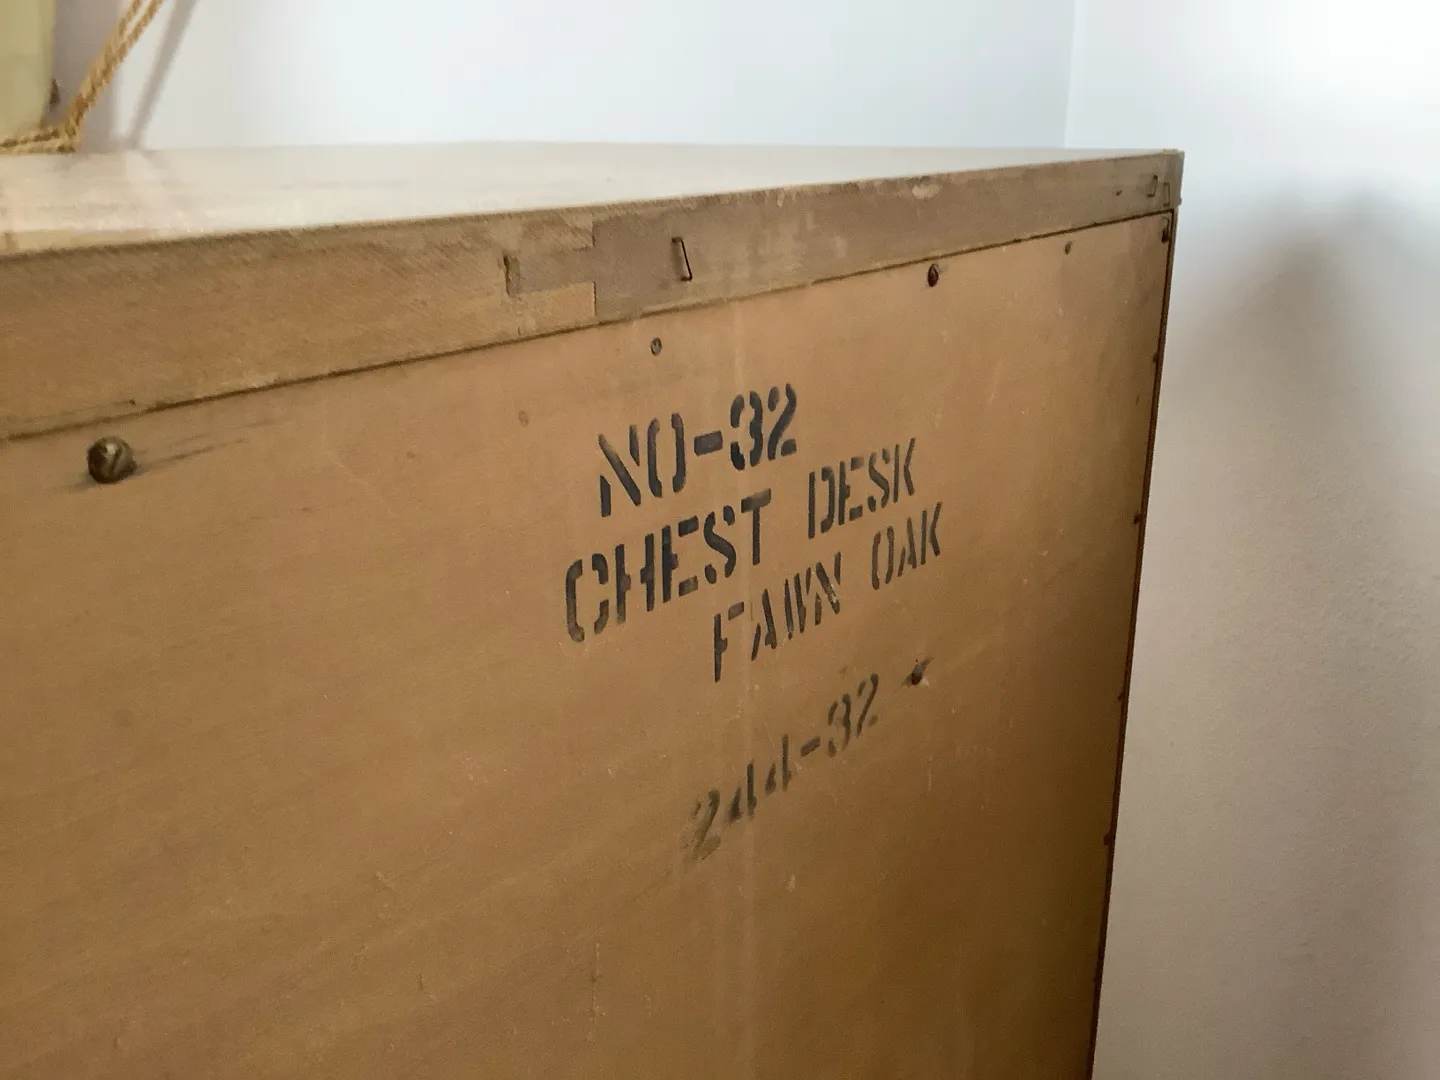 NO-32
CHEST DESK
FAWN OAK
244-32